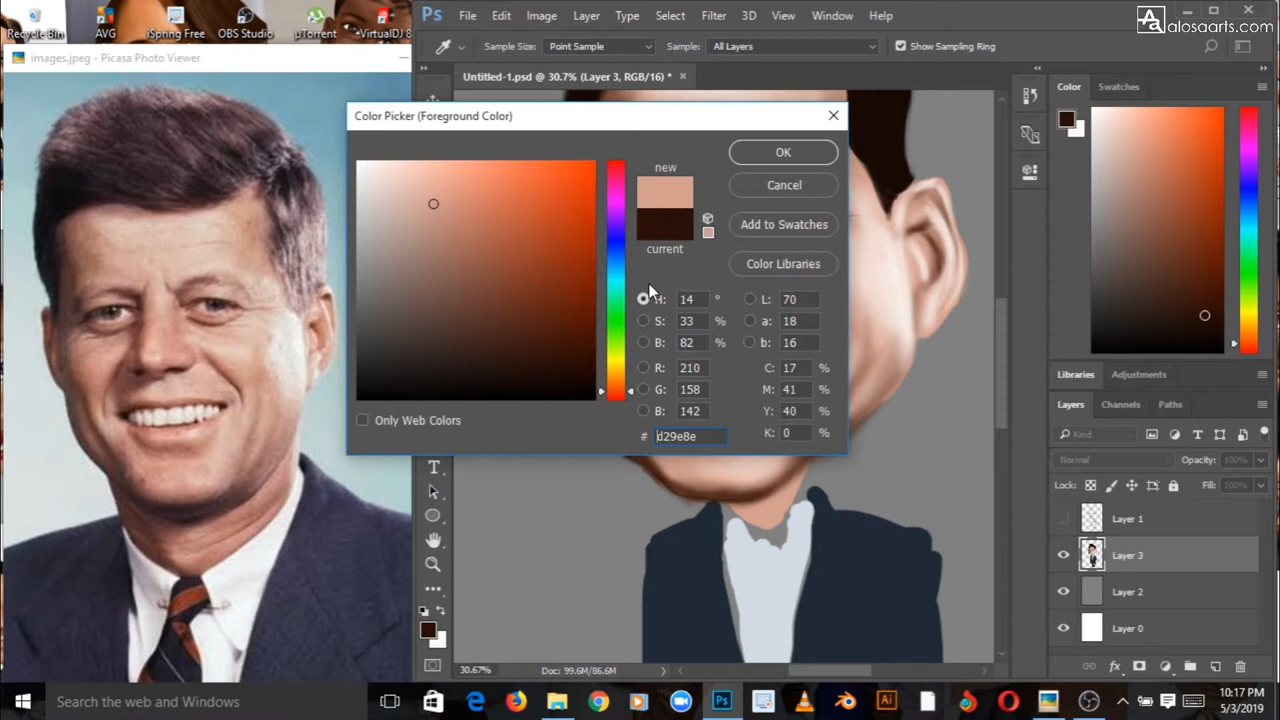 Recycle Bin
AVG
iSpring Free
OBS Studio
µTorrent
VirtualDJ 8
images.jpeg - Picasa Photo Viewer
Ps File Edit Image Layer Type Select Filter 3D View Window Help
alosaarts.com
Sample Size: Point Sample Sample: All Layers Show Sampling Ring
Untitled-1.psd @ 30.7% (Layer 3, RGB/16) *
Color Swatches
Color Picker (Foreground Color)
new
current
OK
Cancel
Add to Swatches
Color Libraries
H: 14 ° L: 70
S: 33 % a: 18
B: 82 % b: 16
R: 210 C: 17 %
G: 158 M: 41 %
B: 142 Y: 40 %
# d29e8e K: 0 %
Only Web Colors
Libraries Adjustments
Layers Channels Paths
Kind
Normal Opacity: 100%
Lock: Fill: 100%
Layer 1
Layer 3
Layer 2
Layer 0
T
fx
30.67% Doc: 99.6M/86.6M
Search the web and Windows
Ps
Ai
10:17 PM
5/3/2019